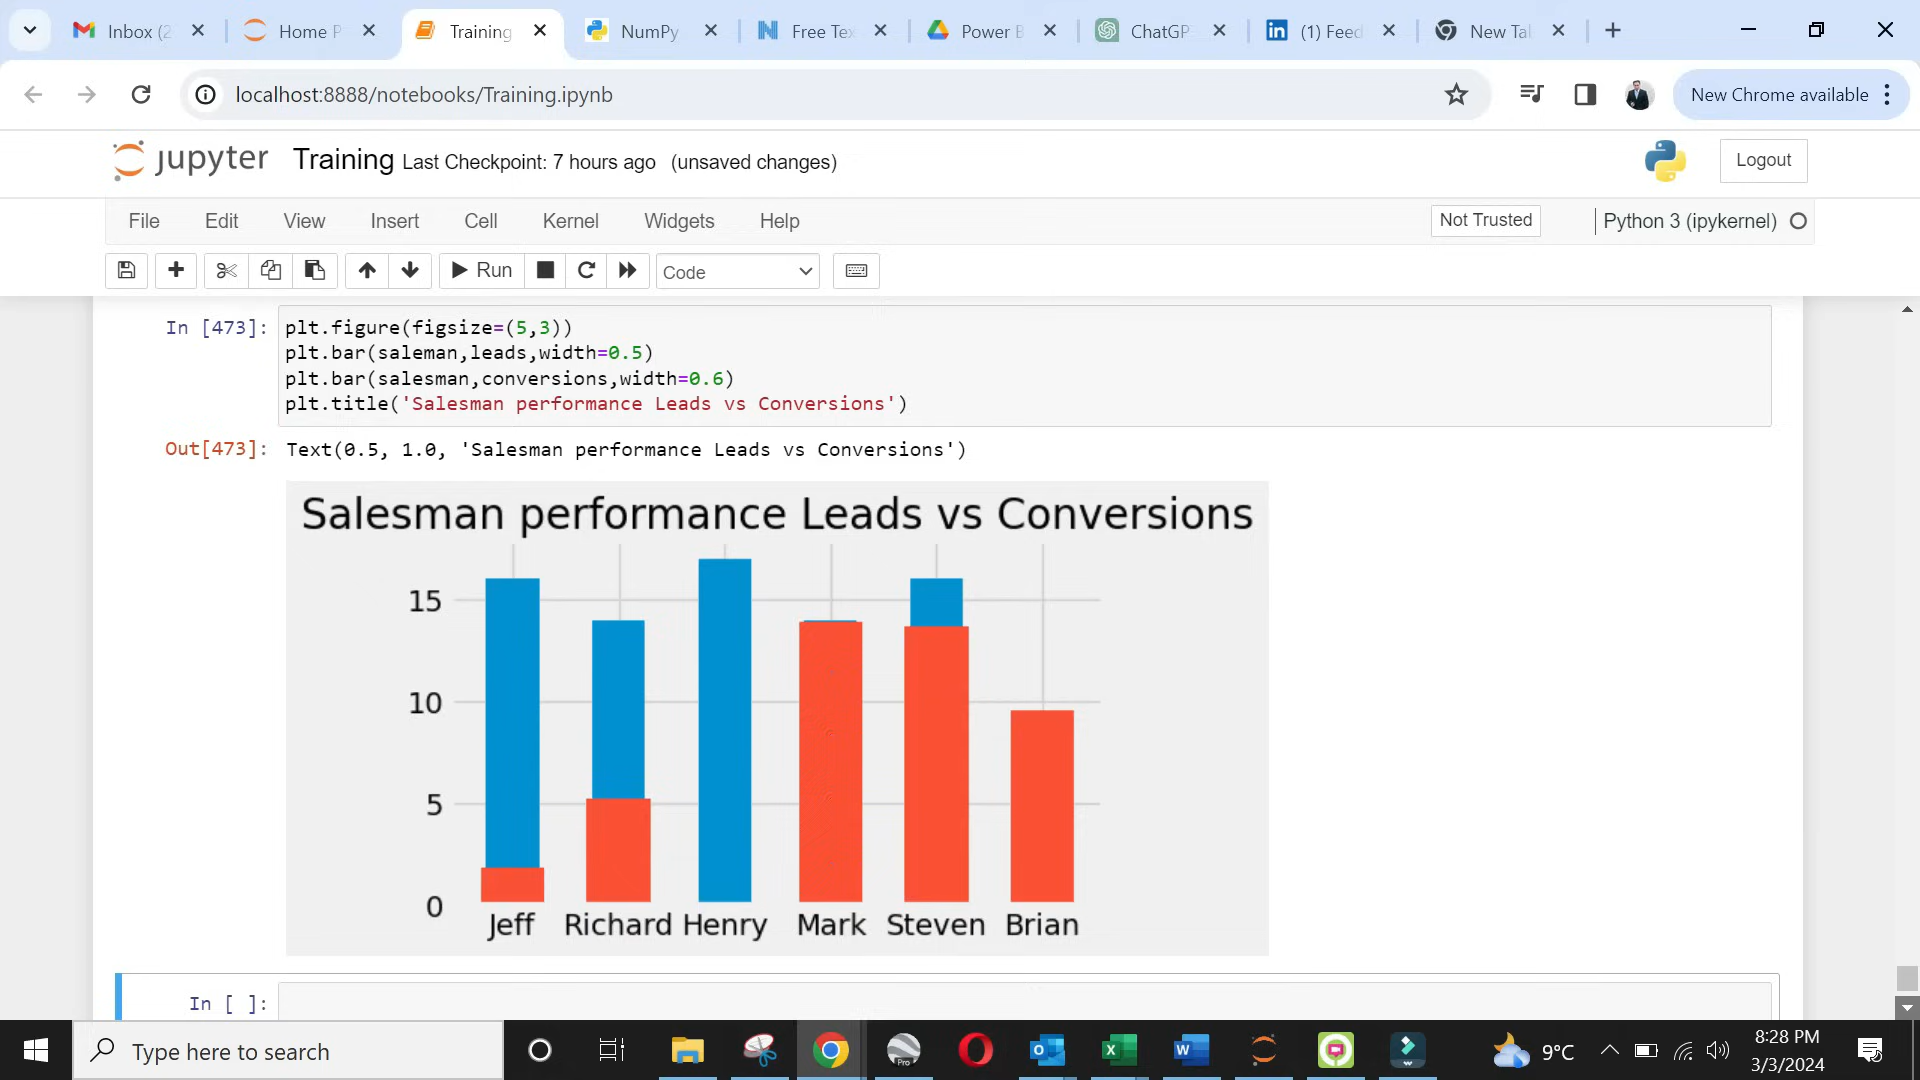 Inbox (2
Home P
Training
NumPy
Free Tex
Power B
ChatGP
(1) Feed
New Tal
localhost:8888/notebooks/Training.ipynb
New Chrome available
jupyter Training Last Checkpoint: 7 hours ago (unsaved changes)
Logout
File Edit View Insert Cell Kernel Widgets Help
Not Trusted
Python 3 (ipykernel)
Run
Code
In [473]:
plt.figure(figsize=(5,3))
plt.bar(saleman,leads,width=0.5)
plt.bar(salesman,conversions,width=0.6)
plt.title('Salesman performance Leads vs Conversions')
Out[473]: Text(0.5, 1.0, 'Salesman performance Leads vs Conversions')
Salesman performance Leads vs Conversions
15
10
5
0
Jeff Richard Henry Mark Steven Brian
In [ ]:
Type here to search
Pro
9°C
8:28 PM
3/3/2024